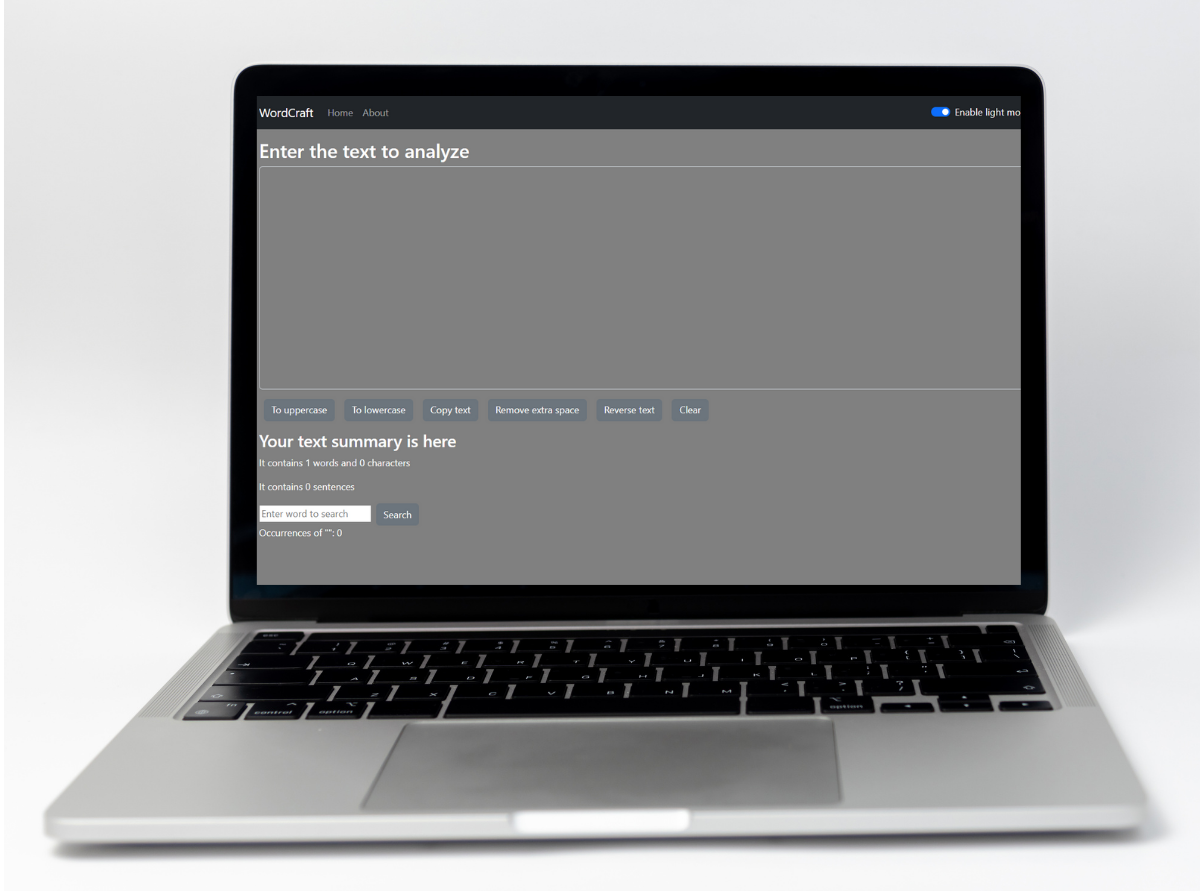 WordCraft Home About Enable light mo
Enter the text to analyze
To uppercase To lowercase Copy text Remove extra space Reverse text Clear
Your text summary is here
It contains 1 words and 0 characters
It contains 0 sentences
Enter word to search Search
Occurrences of "": 0
esc
Q W E R T Y U I O P
A S D F G H J K L
Z X C V B N M
fn control option option